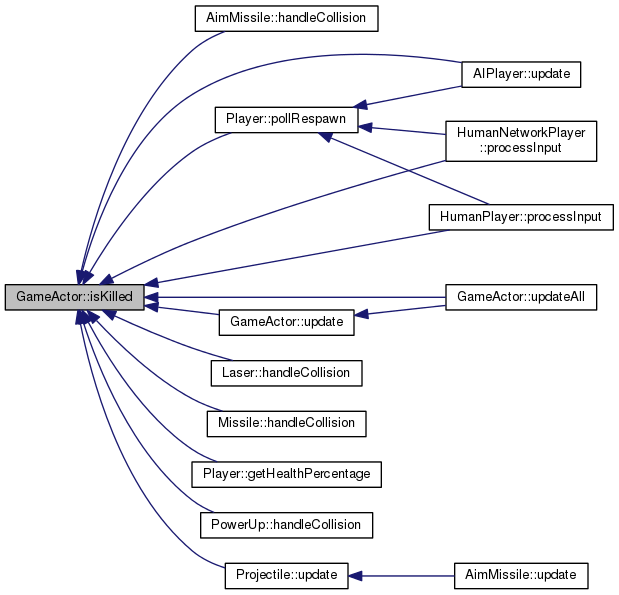 AimMissile::handleCollision
AIPlayer::update
Player::pollRespawn
HumanNetworkPlayer
::processInput
HumanPlayer::processInput
GameActor::isKilled
GameActor::updateAll
GameActor::update
Laser::handleCollision
Missile::handleCollision
Player::getHealthPercentage
PowerUp::handleCollision
Projectile::update
AimMissile::update